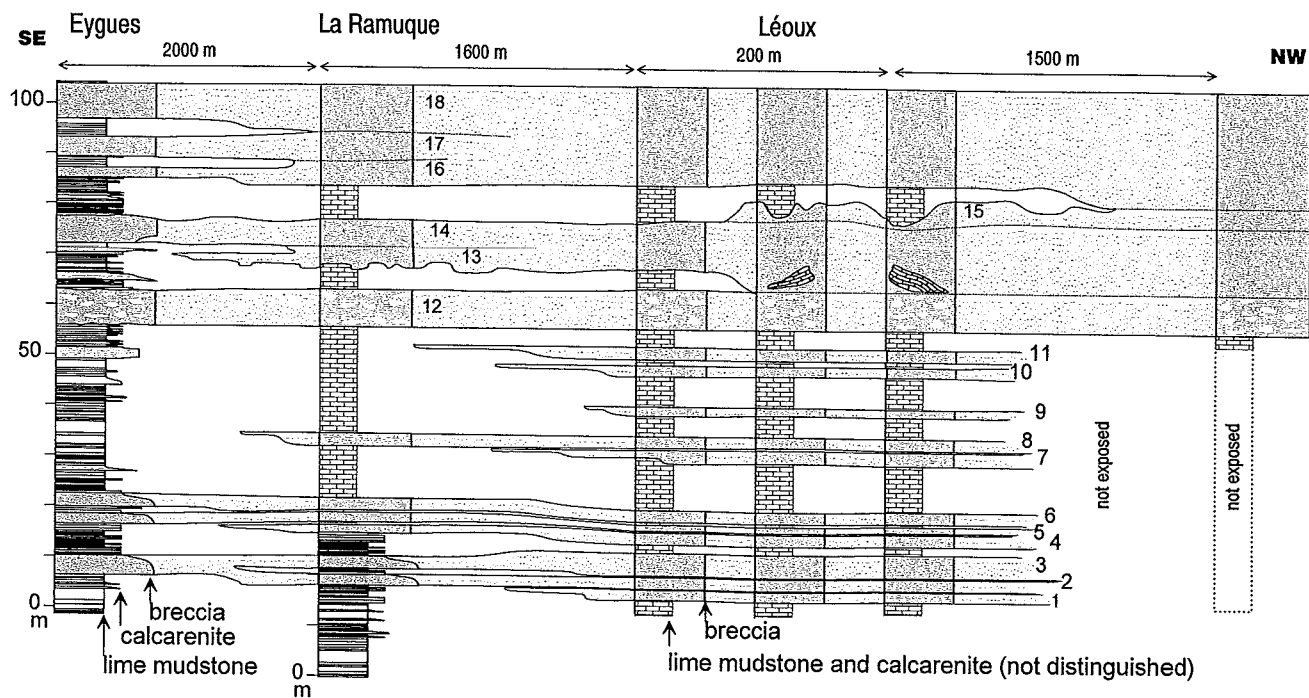 Eygues
La Ramuque
Léoux
SE
2000 m
1600 m
200 m
1500 m
NW
100
18
17
16
15
14
13
12
50
11
10
9
8
7
6
5
4
3
2
1
not exposed
not exposed
0
m
breccia
calcarenite
lime mudstone
0
m
breccia
lime mudstone and calcarenite (not distinguished)